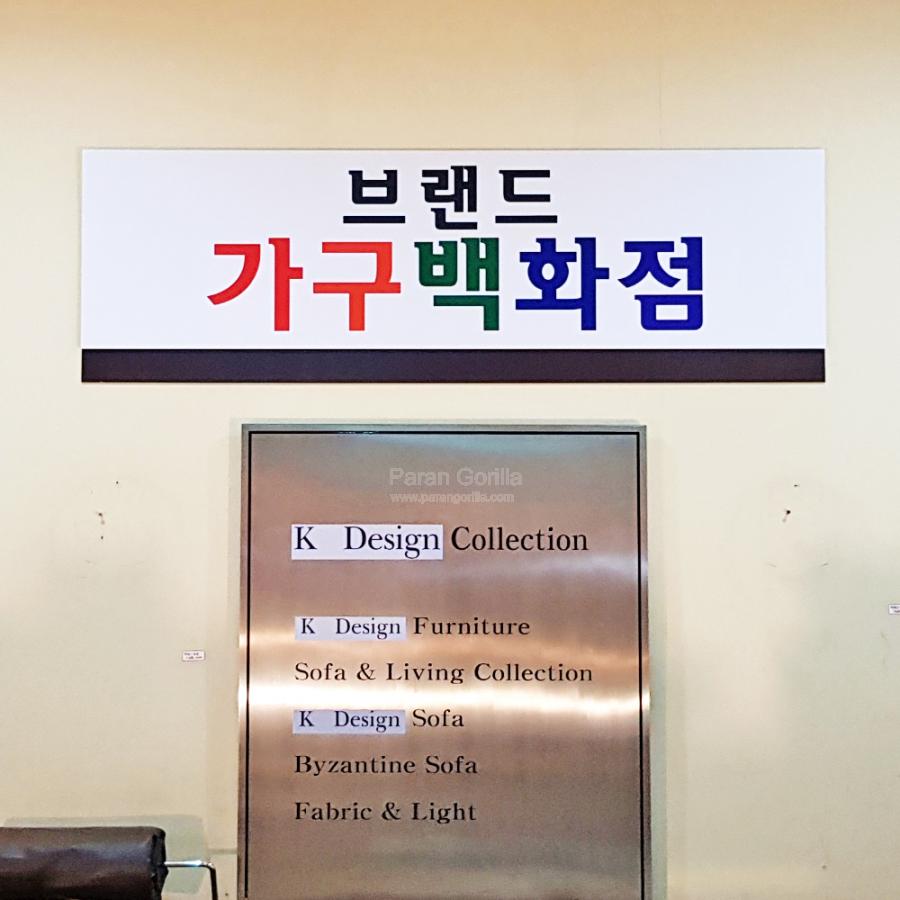 브랜드
가구백화점
Paran Gorilla
www.parangorilla.com
K Design Collection
K Design Furniture
Sofa & Living Collection
K Design Sofa
Byzantine Sofa
Fabric & Light